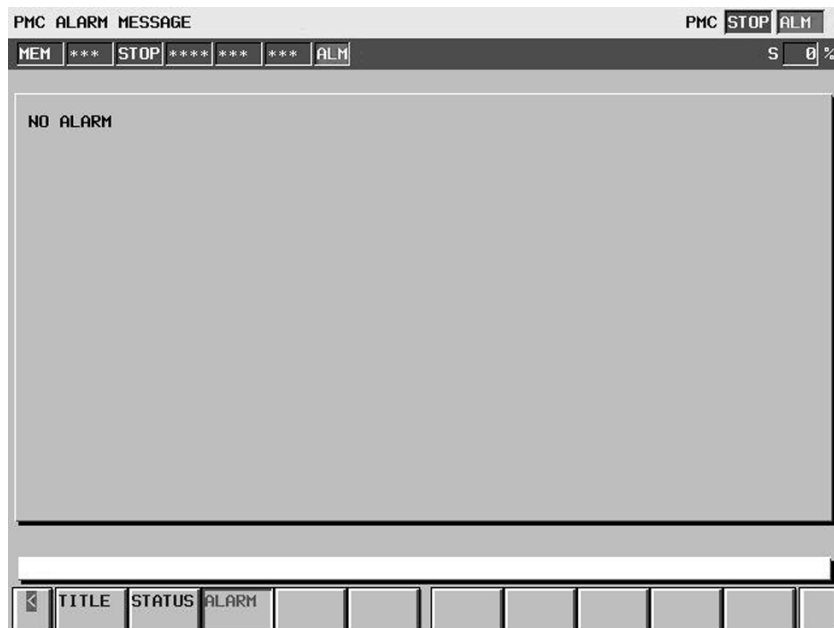 PMC ALARM MESSAGE PMC STOP ALM
MEM *** STOP **** *** *** ALM S 0 %
NO ALARM
< TITLE STATUS ALARM